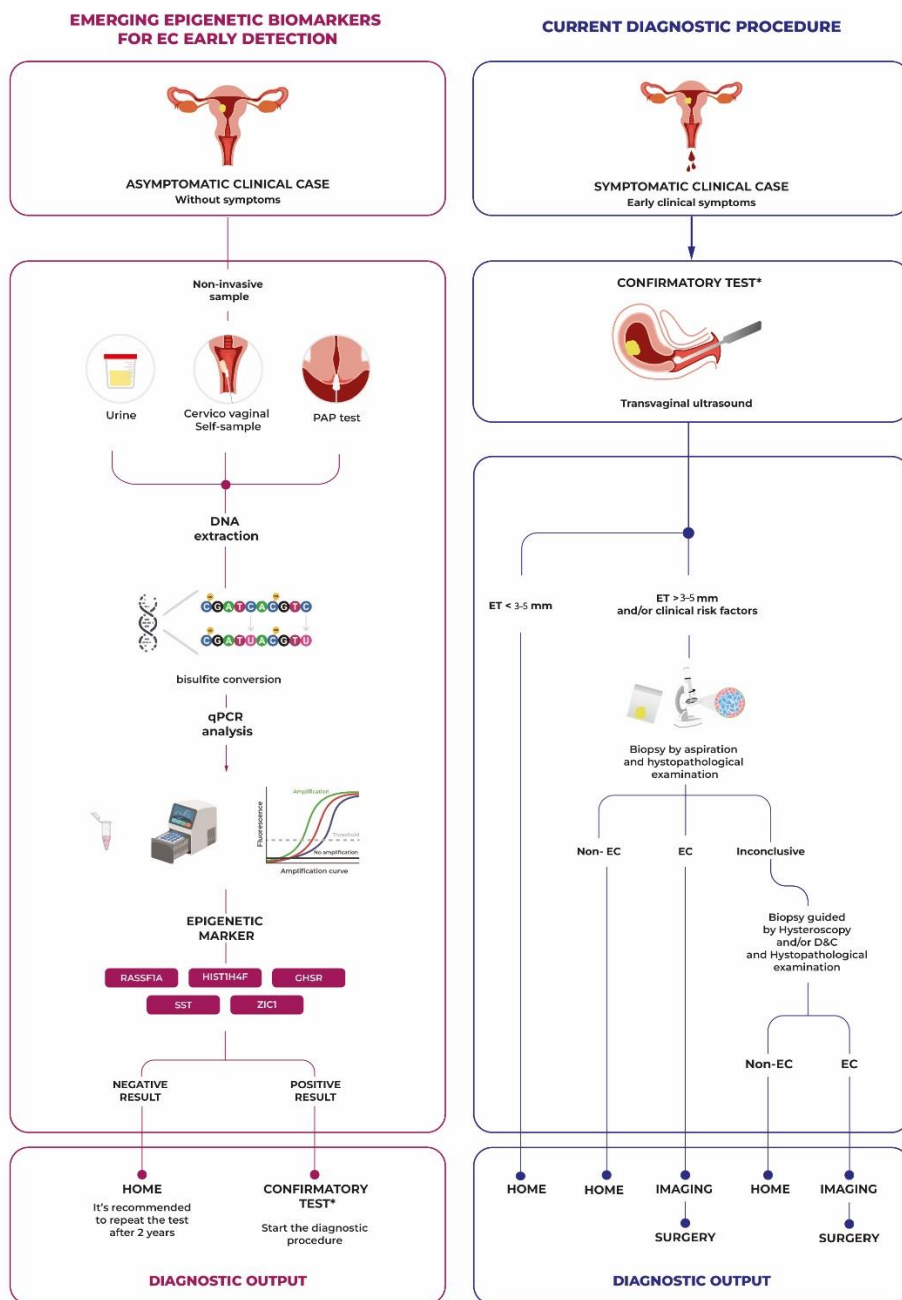 EMERGING EPIGENETIC BIOMARKERS
FOR EC EARLY DETECTION
ASYMPTOMATIC CLINICAL CASE
Without symptoms
Non-invasive
sample
Urine
Cervico vaginal
Self-sample
PAP test
DNA
extraction
C G A T C A C G T C
C G A T U A C G T U
bisulfite conversion
qPCR
analysis
Fluorescence
Amplification
Threshold
No amplification
Amplification curve
EPIGENETIC
MARKER
RASSF1A
HIST1H4F
GHSR
SST
ZIC1
NEGATIVE
RESULT
POSITIVE
RESULT
HOME
It's recommended
to repeat the test
after 2 years
CONFIRMATORY
TEST*
Start the diagnostic
procedure
DIAGNOSTIC OUTPUT
CURRENT DIAGNOSTIC PROCEDURE
SYMPTOMATIC CLINICAL CASE
Early clinical symptoms
CONFIRMATORY TEST*
Transvaginal ultrasound
ET < 3-5 mm
ET > 3-5 mm
and/or clinical risk factors
Biopsy by aspiration
and hystopathological
examination
Non- EC
EC
Inconclusive
Biopsy guided
by Hysteroscopy
and/or D&C
and Hystopathological
examination
Non-EC
EC
HOME
HOME
IMAGING
SURGERY
HOME
IMAGING
SURGERY
DIAGNOSTIC OUTPUT